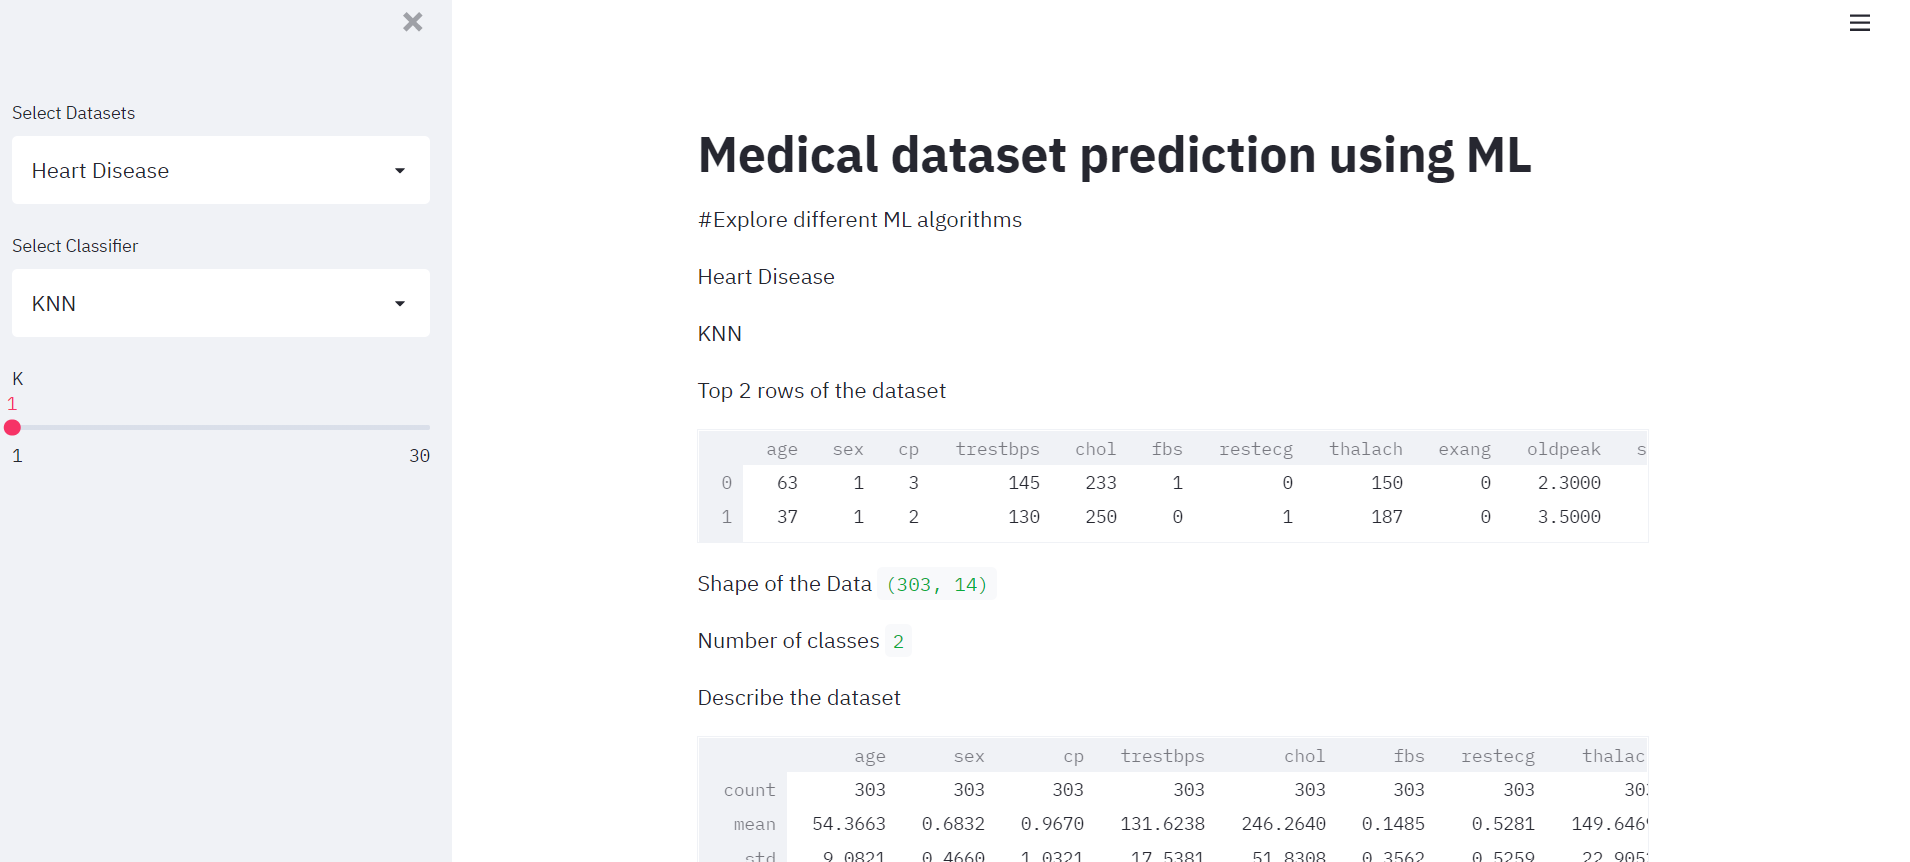 Select Datasets
Heart Disease
Select Classifier
KNN
K
1
1 30
Medical dataset prediction using ML
#Explore different ML algorithms
Heart Disease
KNN
Top 2 rows of the dataset
age sex cp trestbps chol fbs restecg thalach exang oldpeak s
0 63 1 3 145 233 1 0 150 0 2.3000
1 37 1 2 130 250 0 1 187 0 3.5000
Shape of the Data (303, 14)
Number of classes 2
Describe the dataset
age sex cp trestbps chol fbs restecg thalac
count 303 303 303 303 303 303 303 303
mean 54.3663 0.6832 0.9670 131.6238 246.2640 0.1485 0.5281 149.646
std 9.0821 0.4660 1.0321 17.5381 51.8308 0.3562 0.5259 22.905